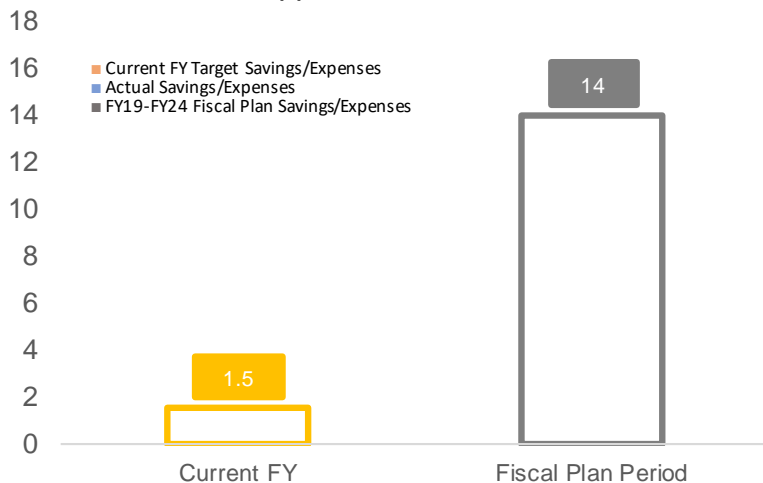 18
16
14
12
10
8
6
4
2
0
Current FY Target Savings/Expenses
Actual Savings/Expenses
FY19-FY24 Fiscal Plan Savings/Expenses
14
1.5
Current FY
Fiscal Plan Period